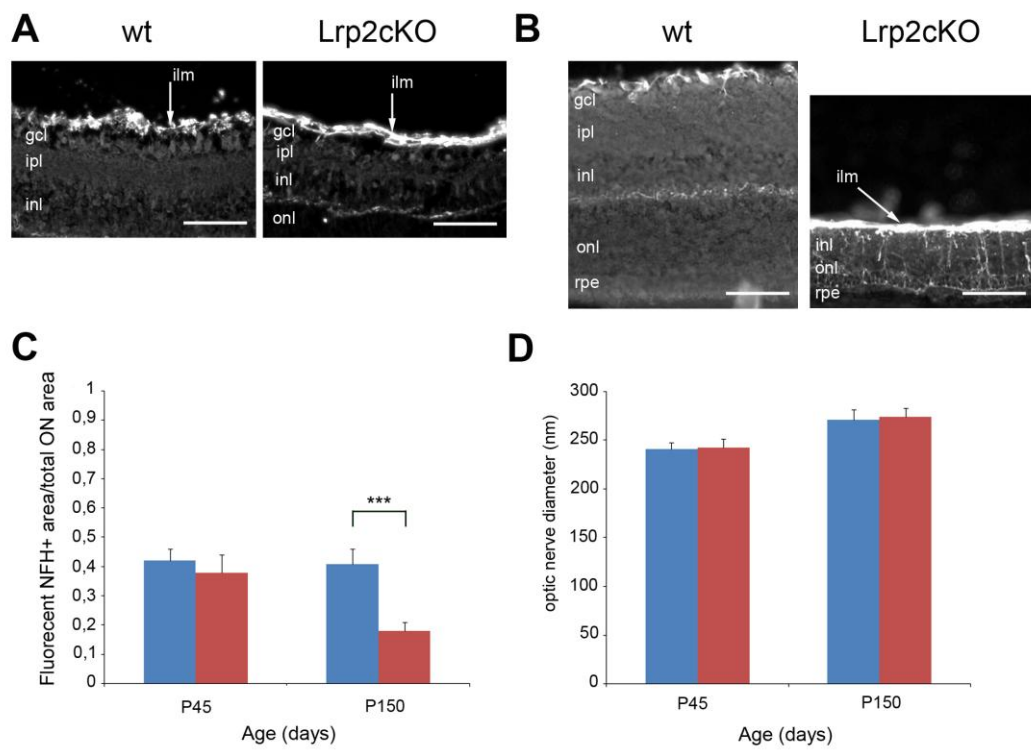 A
wt
Lrp2cKO
ilm
gcl
ipl
inl
ilm
gcl
ipl
inl
onl
B
wt
Lrp2cKO
gcl
ipl
inl
onl
rpe
ilm
inl
onl
rpe
C
Fluorecent NFH+ area/total ON area
1
0,9
0,8
0,7
0,6
0,5
0,4
0,3
0,2
0,1
0
***
P45
P150
Age (days)
D
optic nerve diameter (nm)
300
250
200
150
100
50
0
P45
P150
Age (days)